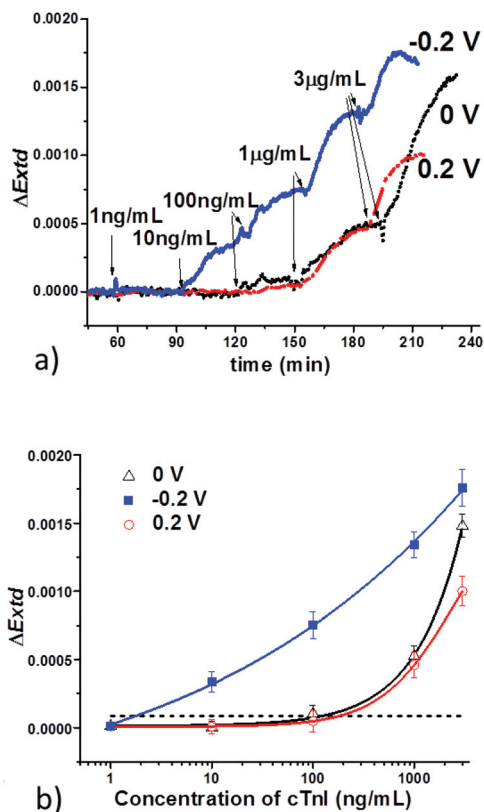 0.0020
-0.2 V
0.0015
3µg/mL
0 V
ΔExtd
0.0010
1µg/mL
0.2 V
100ng/mL
0.0005
1ng/mL
10ng/mL
0.0000
60 90 120 150 180 210 240
time (min)
a)
0.0020
0 V
-0.2 V
0.2 V
0.0015
ΔExtd
0.0010
0.0005
0.0000
1 10 100 1000
Concentration of cTnI (ng/mL)
b)